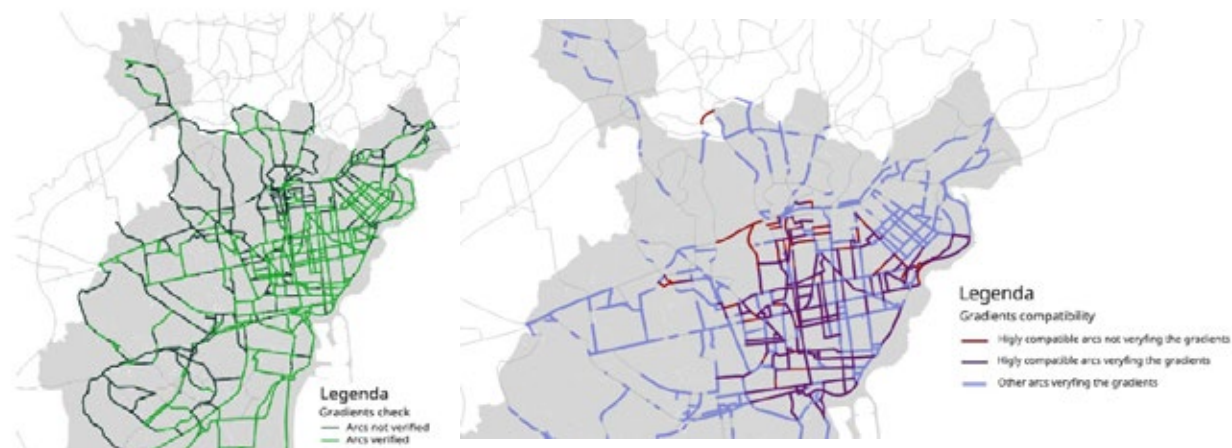 Legenda
Gradients check
Arcs not verified
Arcs verified
Legenda
Gradients compatibility
Higly compatible arcs not veryfing the gradients
Higly compatible arcs veryfing the gradients
Other arcs veryfing the gradients